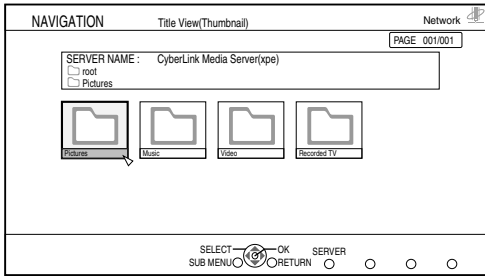 NAVIGATION Title View(Thumbnail) Network
PAGE 001/001
SERVER NAME : CyberLink Media Server(xpe)
root
Pictures
Pictures Music Video Recorded TV
SELECT OK SERVER
SUB MENU RETURN